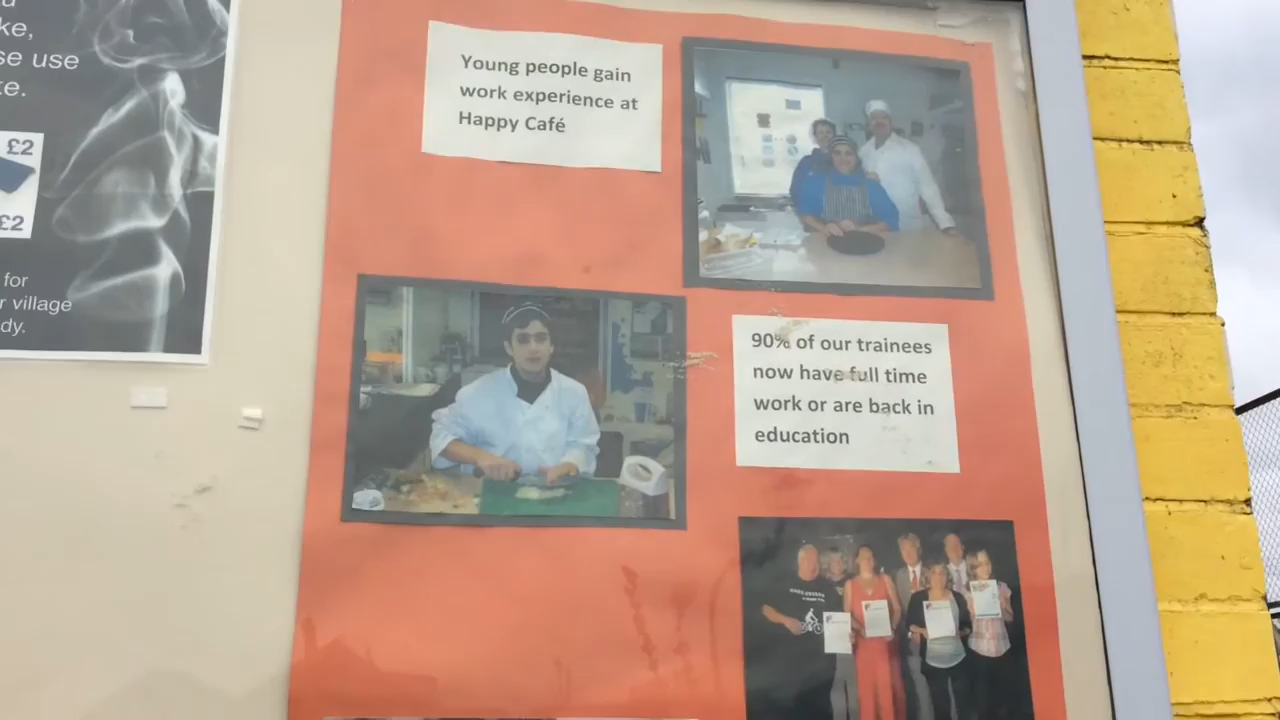 ke,
se use
te.
£2
£2
for
r village
dy.
Young people gain
work experience at
Happy Café
90% of our trainees
now have full time
work or are back in
education